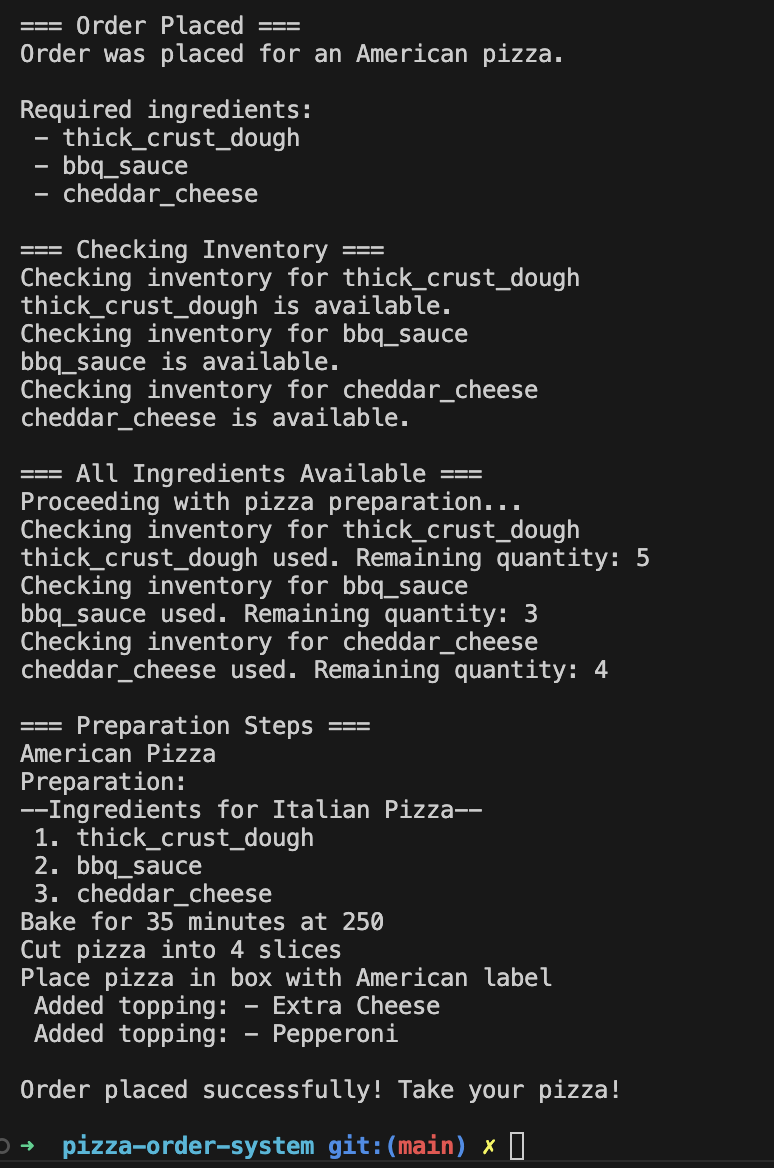 === Order Placed ===
Order was placed for an American pizza.
Required ingredients:
- thick_crust_dough
- bbq_sauce
- cheddar_cheese
=== Checking Inventory ===
Checking inventory for thick_crust_dough
thick_crust_dough is available.
Checking inventory for bbq_sauce
bbq_sauce is available.
Checking inventory for cheddar_cheese
cheddar_cheese is available.
=== All Ingredients Available ===
Proceeding with pizza preparation...
Checking inventory for thick_crust_dough
thick_crust_dough used. Remaining quantity: 5
Checking inventory for bbq_sauce
bbq_sauce used. Remaining quantity: 3
Checking inventory for cheddar_cheese
cheddar_cheese used. Remaining quantity: 4
=== Preparation Steps ===
American Pizza
Preparation:
--Ingredients for Italian Pizza--
1. thick_crust_dough
2. bbq_sauce
3. cheddar_cheese
Bake for 35 minutes at 250
Cut pizza into 4 slices
Place pizza in box with American label
Added topping: - Extra Cheese
Added topping: - Pepperoni
Order placed successfully! Take your pizza!
➜ pizza-order-system git:(main) ✗